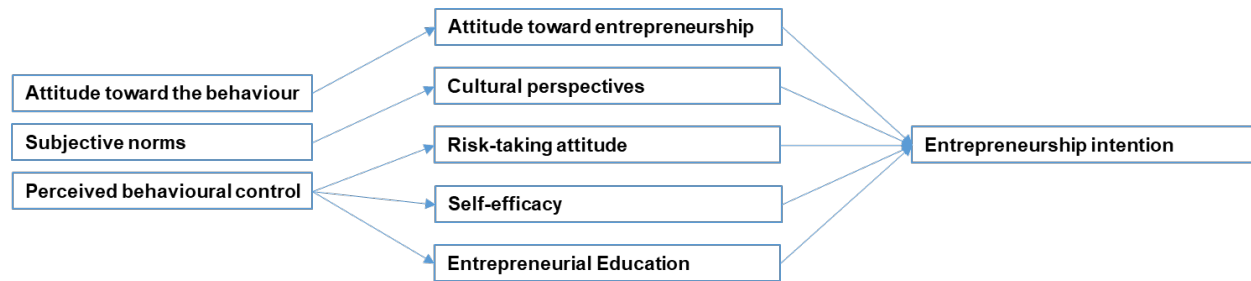 Attitude toward the behaviour
Subjective norms
Perceived behavioural control
Attitude toward entrepreneurship
Cultural perspectives
Risk-taking attitude
Self-efficacy
Entrepreneurial Education
Entrepreneurship intention